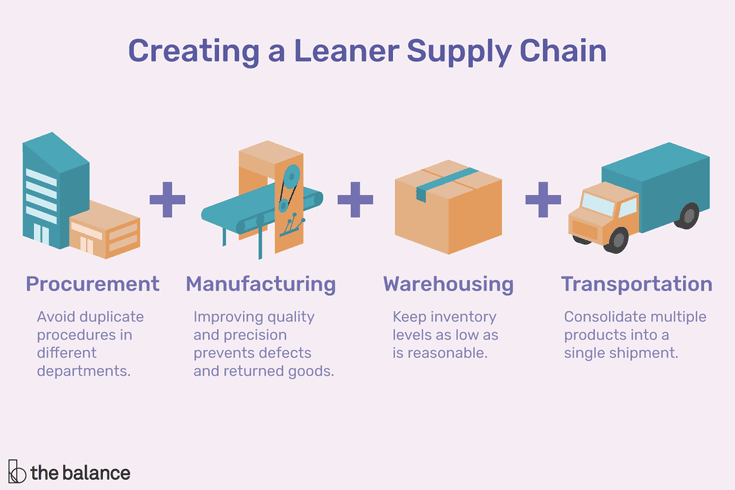 Creating a Leaner Supply Chain
Procurement
Avoid duplicate
procedures in
different
departments.
Manufacturing
Improving quality
and precision
prevents defects
and returned goods.
Warehousing
Keep inventory
levels as low as
is reasonable.
Transportation
Consolidate multiple
products into a
single shipment.
the balance